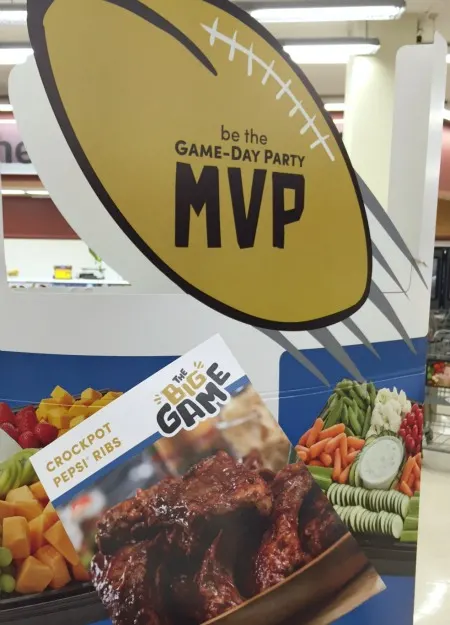 be the
GAME-DAY PARTY
MVP
THE
BIG
GAME
CROCKPOT
PEPSI® RIBS